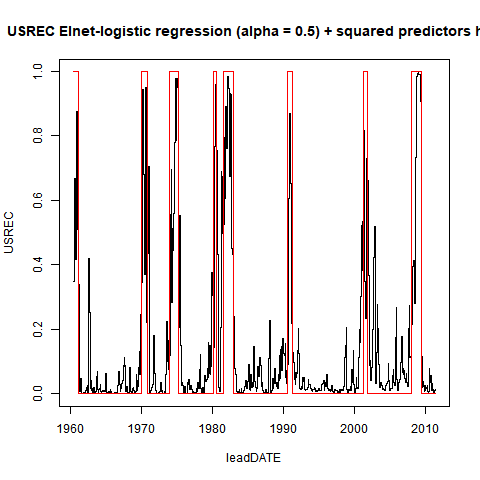 USREC Elnet-logistic regression (alpha = 0.5) + squared predictors h
1.0
0.8
0.6
0.4
0.2
0.0
USREC
1960 1970 1980 1990 2000 2010
leadDATE